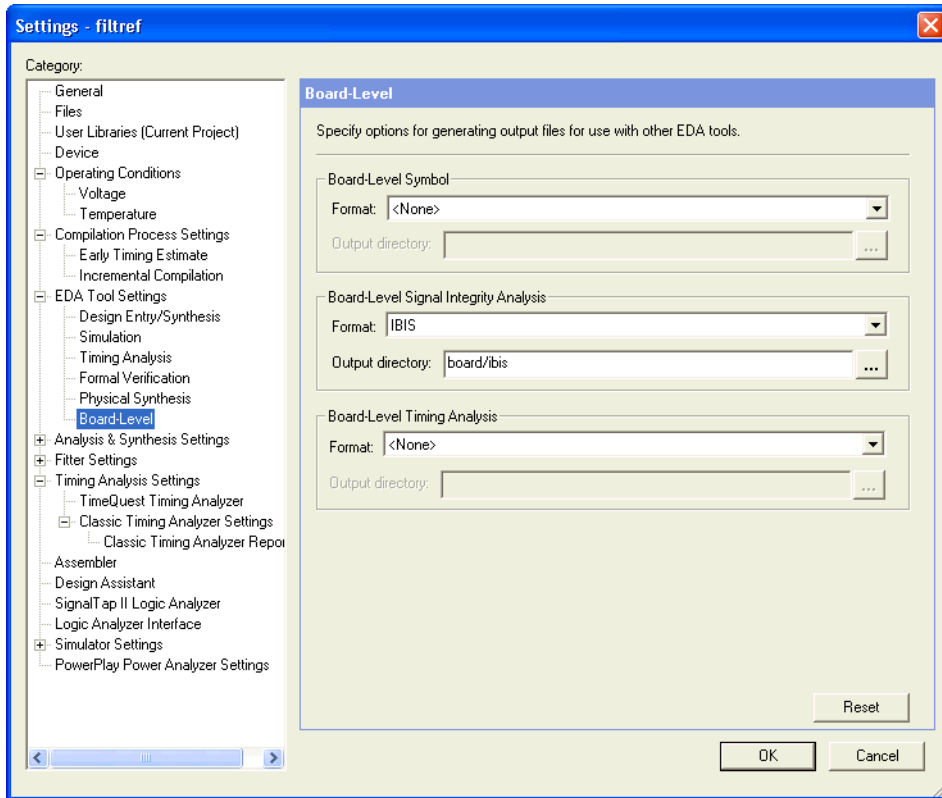 Settings - filtref
Category:
General
Files
User Libraries (Current Project)
Device
Operating Conditions
Voltage
Temperature
Compilation Process Settings
Early Timing Estimate
Incremental Compilation
EDA Tool Settings
Design Entry/Synthesis
Simulation
Timing Analysis
Formal Verification
Physical Synthesis
Board-Level
Analysis & Synthesis Settings
Fitter Settings
Timing Analysis Settings
TimeQuest Timing Analyzer
Classic Timing Analyzer Settings
Classic Timing Analyzer Repor
Assembler
Design Assistant
SignalTap II Logic Analyzer
Logic Analyzer Interface
Simulator Settings
PowerPlay Power Analyzer Settings
Board-Level
Specify options for generating output files for use with other EDA tools.
Board-Level Symbol
Format: <None>
Output directory: ...
Board-Level Signal Integrity Analysis
Format: IBIS
Output directory: board/ibis ...
Board-Level Timing Analysis
Format: <None>
Output directory: ...
Reset
OK Cancel